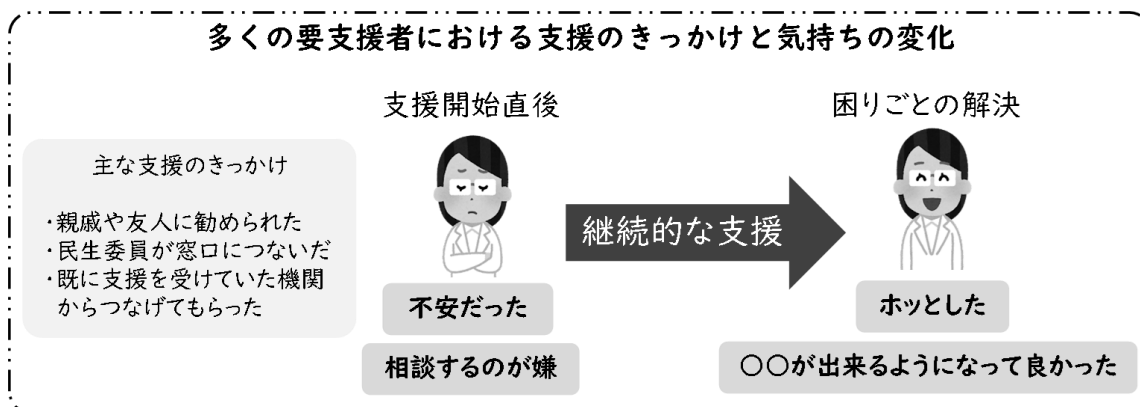 多くの要支援者における支援のきっかけと気持ちの変化
支援開始直後
困りごとの解決
主な支援のきっかけ
・親戚や友人に勧められた
・民生委員が窓口につないだ
・既に支援を受けていた機関
からつなげてもらった
継続的な支援
不安だった
相談するのが嫌
ホッとした
〇〇が出来るようになって良かった